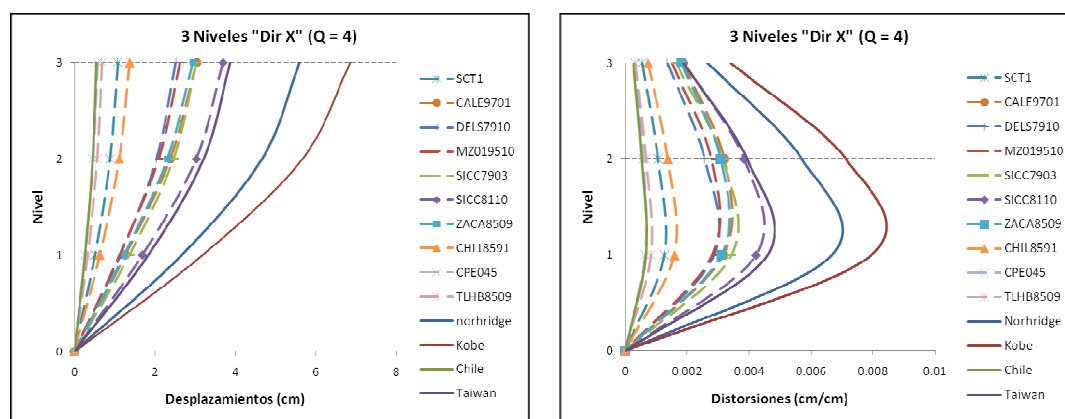 3 Niveles "Dir X" (Q = 4)
3
2
1
0
Nivel
0
2
4
6
8
Desplazamientos (cm)
SCT1
CALE9701
DELS7910
MZ019510
SICC7903
SICC8110
ZACA8509
CHIL8591
CPE045
TLHB8509
norhridge
Kobe
Chile
Taiwan
3 Niveles "Dir X" (Q = 4)
3
2
1
0
Nivel
0
0.002
0.004
0.006
0.008
0.01
Distorsiones (cm/cm)
SCT1
CALE9701
DELS7910
MZ019510
SICC7903
SICC8110
ZACA8509
CHIL8591
CPE045
TLHB8509
Norhridge
Kobe
Chile
Taiwan